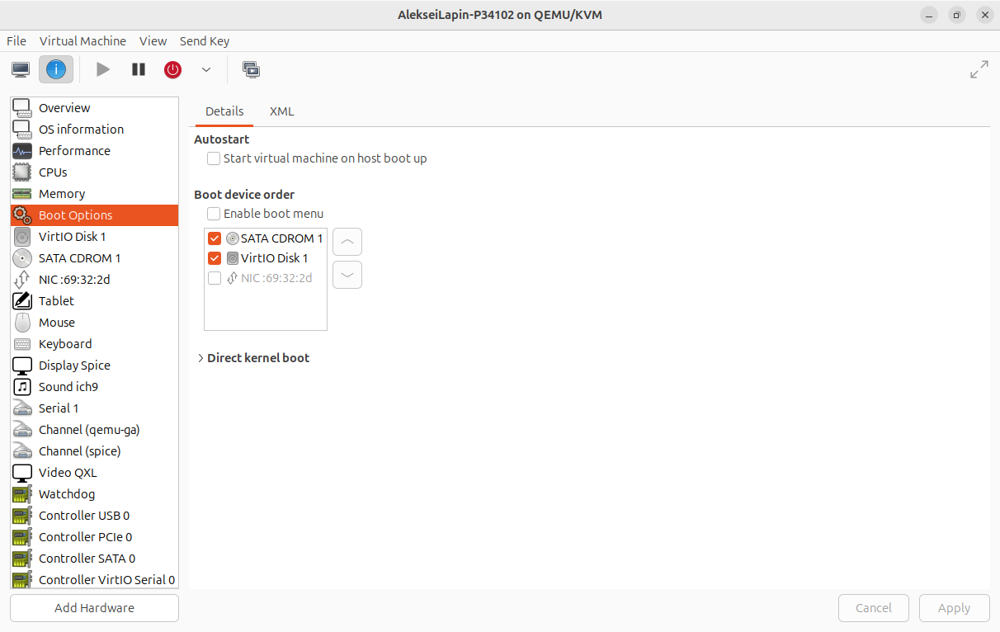 AlekseiLapin-P34102 on QEMU/KVM
File Virtual Machine View Send Key
Overview
OS information
Performance
CPUs
Memory
Boot Options
VirtIO Disk 1
SATA CDROM 1
NIC :69:32:2d
Tablet
Mouse
Keyboard
Display Spice
Sound ich9
Serial 1
Channel (qemu-ga)
Channel (spice)
Video QXL
Watchdog
Controller USB 0
Controller PCIe 0
Controller SATA 0
Controller VirtIO Serial 0
Add Hardware
Details XML
Autostart
Start virtual machine on host boot up
Boot device order
Enable boot menu
SATA CDROM 1
VirtIO Disk 1
NIC :69:32:2d
Direct kernel boot
Cancel Apply